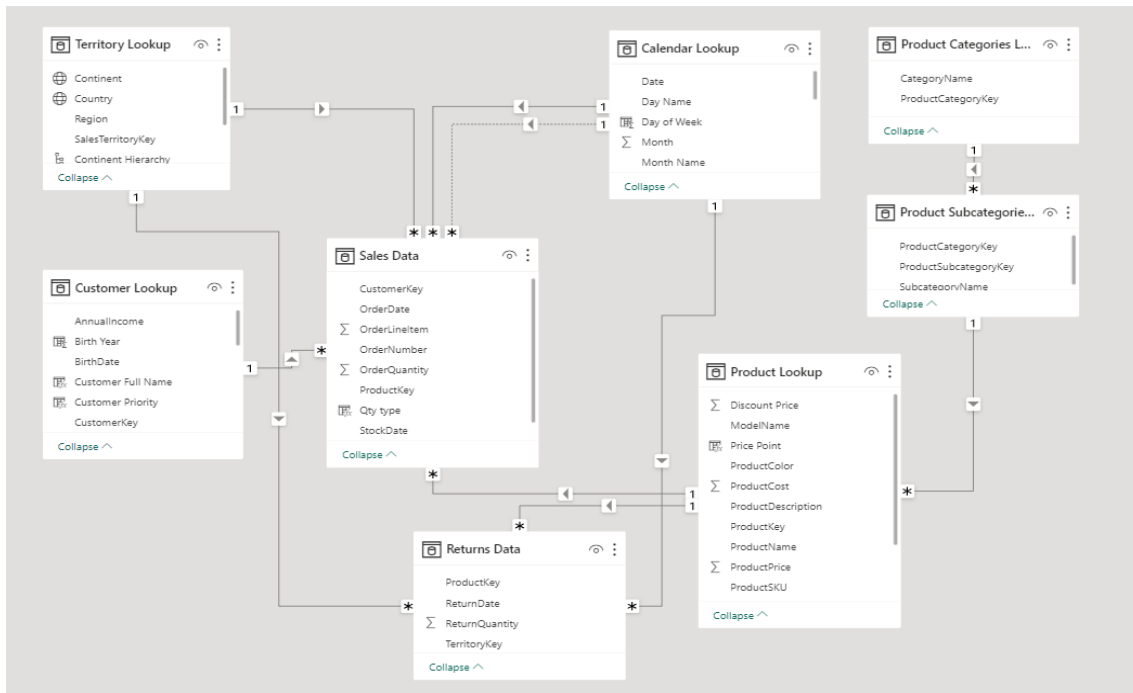 Territory Lookup
Continent
Country
Region
SalesTerritoryKey
Continent Hierarchy
Collapse
1
1
Calendar Lookup
Date
Day Name
Day of Week
Month
Month Name
Collapse
1
1
1
Product Categories L...
CategoryName
ProductCategoryKey
Collapse
1
*
Product Subcategorie...
ProductCategoryKey
ProductSubcategoryKey
SubcategoryName
Collapse
1
* * *
Sales Data
CustomerKey
OrderDate
OrderLineItem
OrderNumber
OrderQuantity
ProductKey
Qty type
StockDate
Collapse
*
*
Customer Lookup
AnnualIncome
Birth Year
BirthDate
Customer Full Name
Customer Priority
CustomerKey
Collapse
1
Product Lookup
Discount Price
ModelName
Price Point
ProductColor
ProductCost
ProductDescription
ProductKey
ProductName
ProductPrice
ProductSKU
Collapse
1
1
*
*
Returns Data
ProductKey
ReturnDate
ReturnQuantity
TerritoryKey
Collapse
*
*